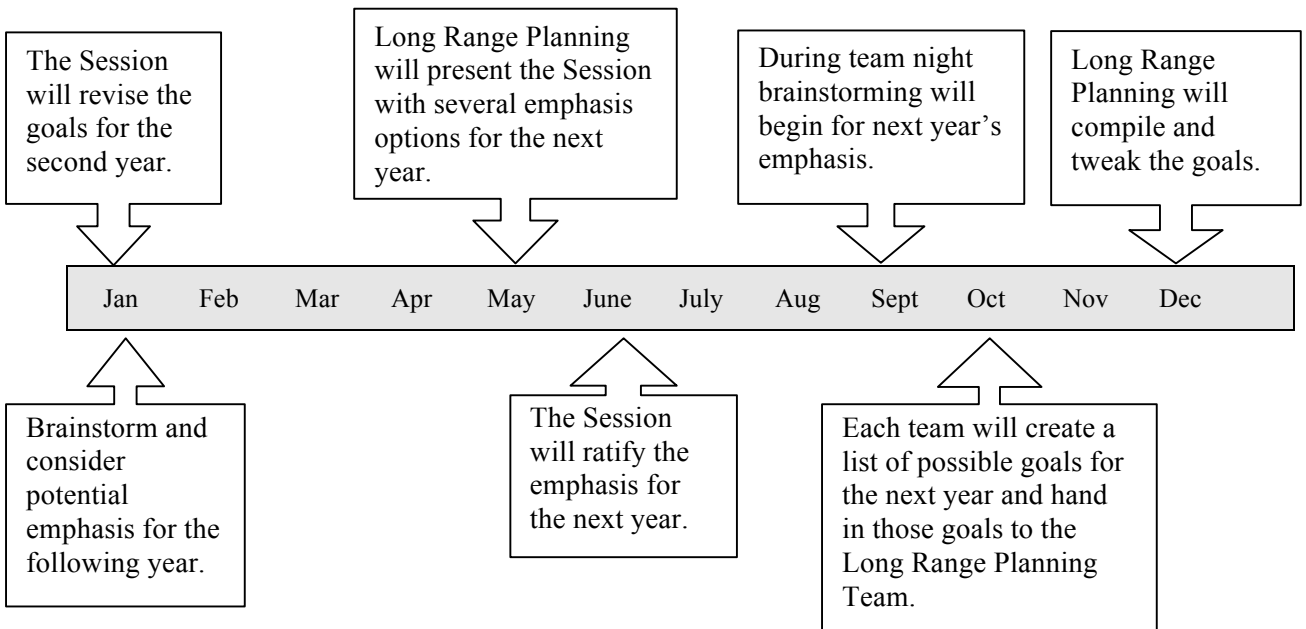 The Session
will revise the
goals for the
second year.
Long Range Planning
will present the Session
with several emphasis
options for the next
year.
During team night
brainstorming will
begin for next year’s
emphasis.
Long Range
Planning will
compile and
tweak the goals.
Jan Feb Mar Apr May June July Aug Sept Oct Nov Dec
Brainstorm and
consider
potential
emphasis for the
following year.
The Session
will ratify the
emphasis for
the next year.
Each team will create a
list of possible goals for
the next year and hand
in those goals to the
Long Range Planning
Team.